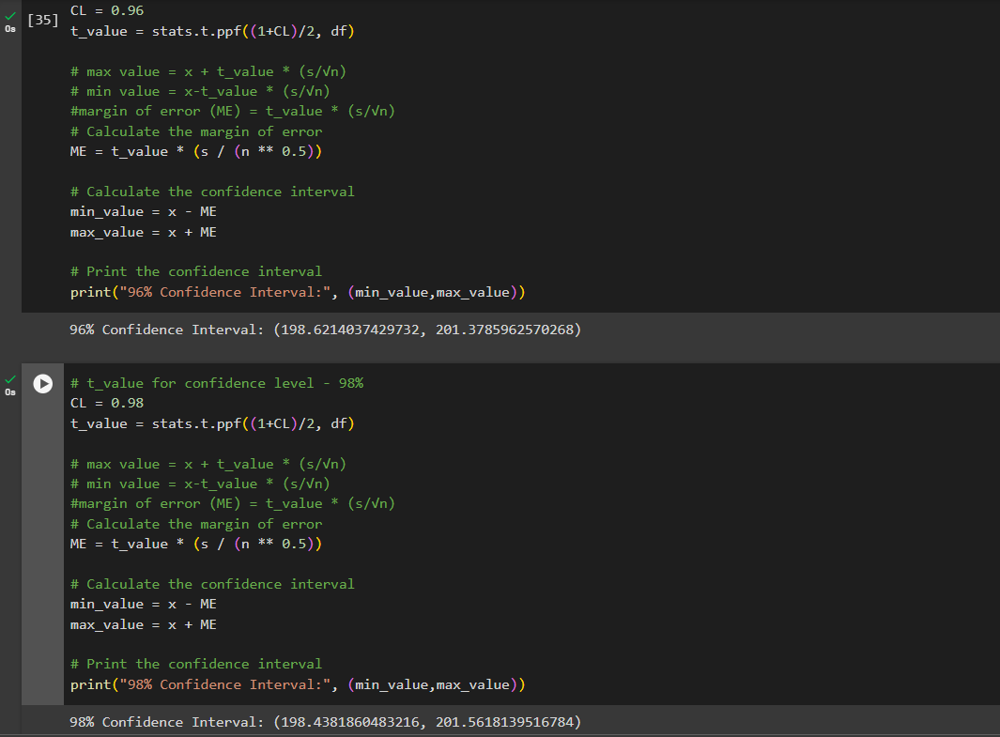 0s
[35]
CL = 0.96
t_value = stats.t.ppf((1+CL)/2, df)
# max value = x + t_value * (s/√n)
# min value = x-t_value * (s/√n)
#margin of error (ME) = t_value * (s/√n)
# Calculate the margin of error
ME = t_value * (s / (n ** 0.5))
# Calculate the confidence interval
min_value = x - ME
max_value = x + ME
# Print the confidence interval
print("96% Confidence Interval:", (min_value,max_value))
96% Confidence Interval: (198.6214037429732, 201.3785962570268)
0s
# t_value for confidence level - 98%
CL = 0.98
t_value = stats.t.ppf((1+CL)/2, df)
# max value = x + t_value * (s/√n)
# min value = x-t_value * (s/√n)
#margin of error (ME) = t_value * (s/√n)
# Calculate the margin of error
ME = t_value * (s / (n ** 0.5))
# Calculate the confidence interval
min_value = x - ME
max_value = x + ME
# Print the confidence interval
print("98% Confidence Interval:", (min_value,max_value))
98% Confidence Interval: (198.4381860483216, 201.5618139516784)